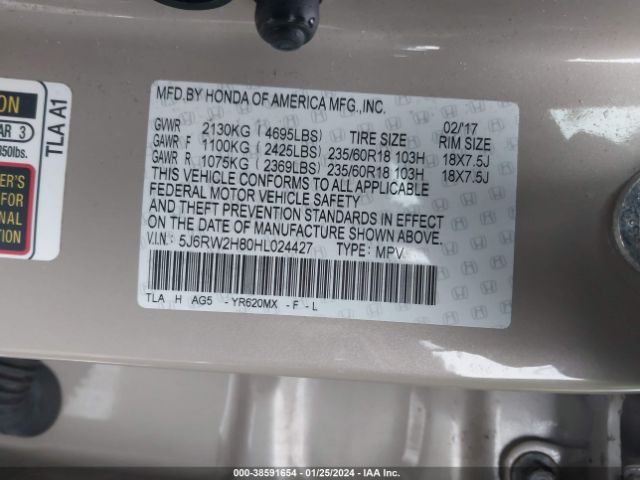 ON
AR 3
850lbs.
TLA A1
ER'S
FOR
NAL
TION
MFD.BY HONDA OF AMERICA MFG.,INC.
GVWR 2130KG ( 4695LBS) TIRE SIZE 02/'17
GAWR F 1100KG ( 2425LBS) 235/60R18 103H RIM SIZE 18X7.5J
GAWR R 1075KG ( 2369LBS) 235/60R18 103H 18X7.5J
THIS VEHICLE CONFORMS TO ALL APPLICABLE
FEDERAL MOTOR VEHICLE SAFETY
AND THEFT PREVENTION STANDARDS IN EFFECT
ON THE DATE OF MANUFACTURE SHOWN ABOVE.
V.I.N: 5J6RW2H80HL024427 TYPE: MPV
TLA H AG5 - YR620MX - F - L
000-38591654 / 01/25/2024 - IAA Inc.